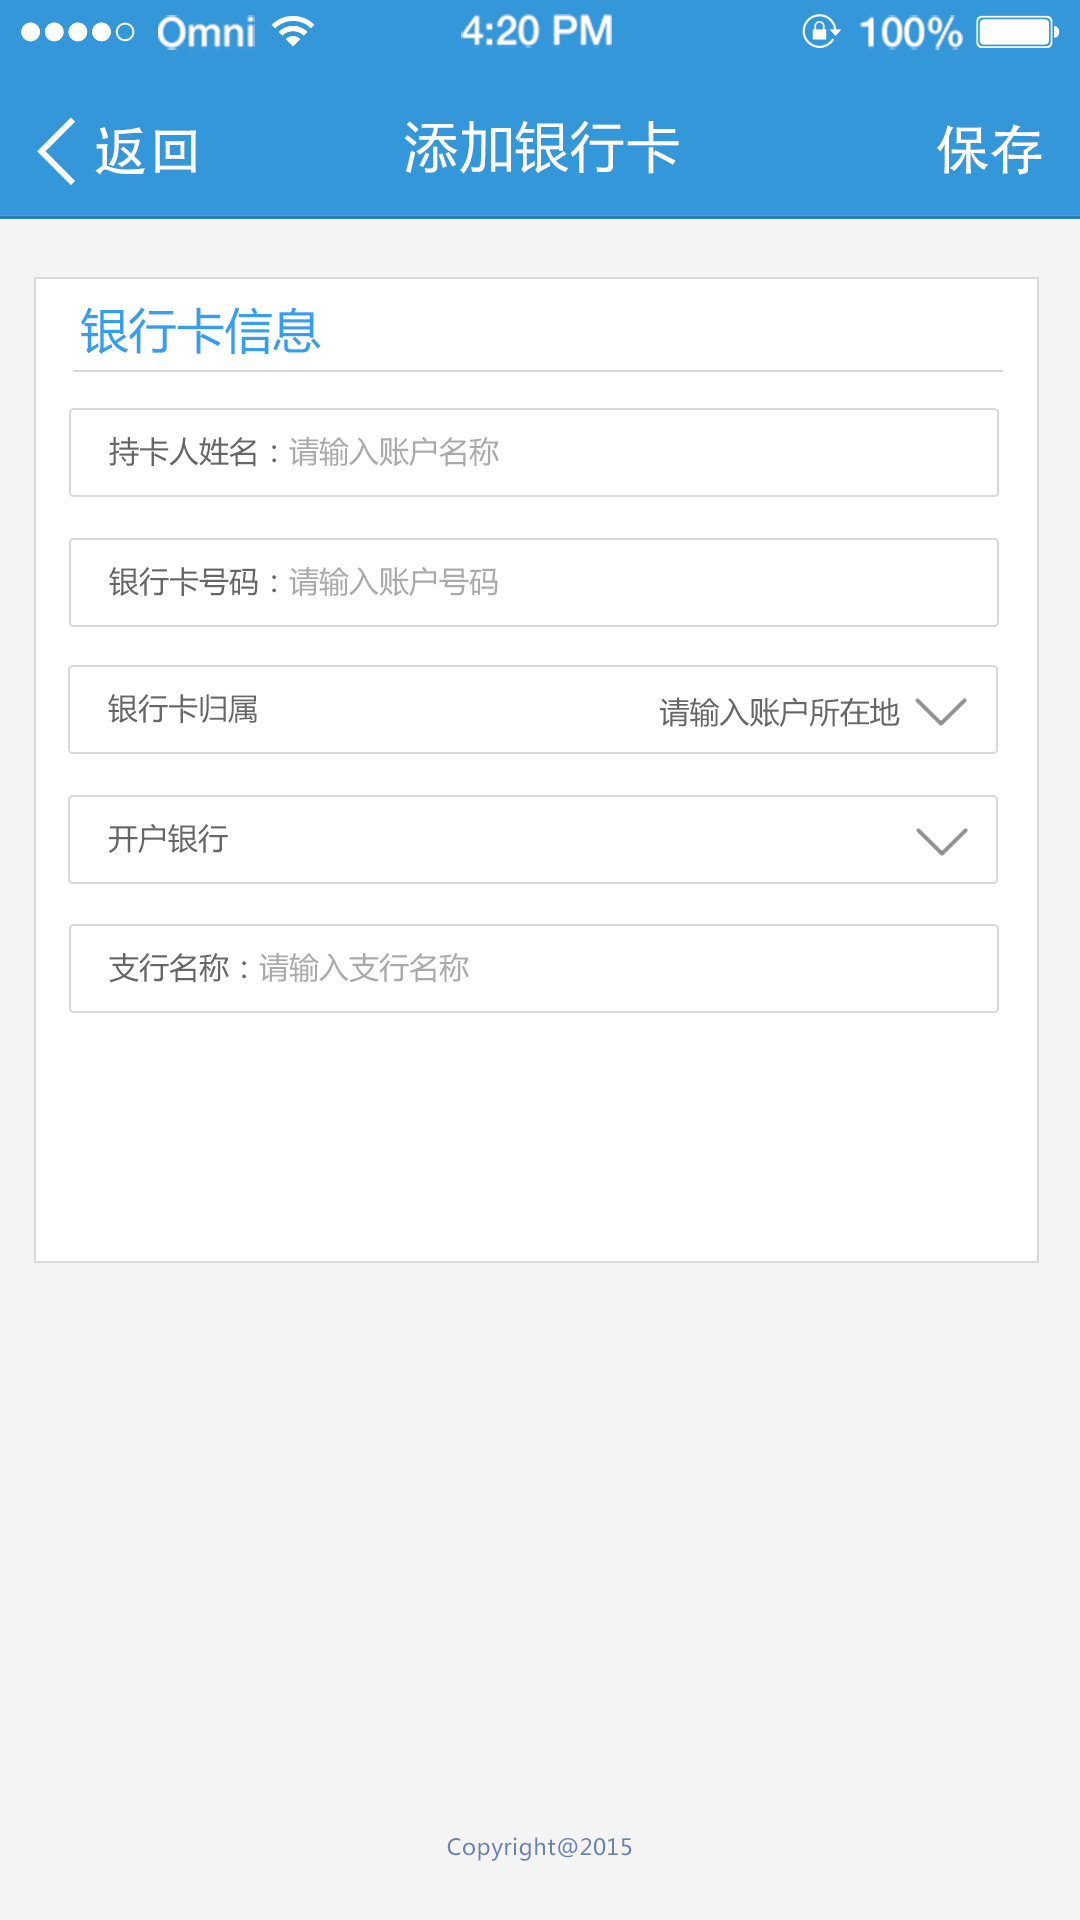 Omni 4:20 PM 100%
返回 添加银行卡 保存
银行卡信息
持卡人姓名：请输入账户名称
银行卡号码：请输入账户号码
银行卡归属 请输入账户所在地
开户银行
支行名称：请输入支行名称
Copyright@2015